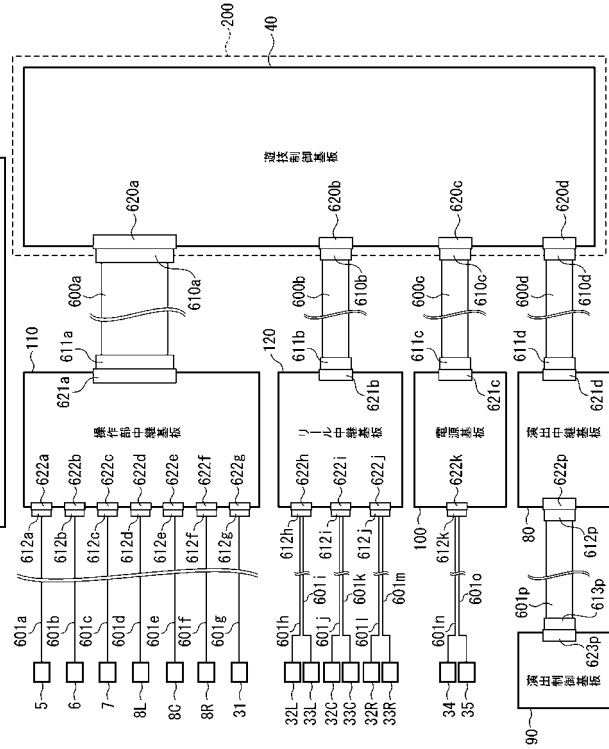 200
40
遊技制御基板
620a
620b
620c
620d
610a
610b
610c
610d
600a
600b
600c
600d
611a
611b
611c
611d
110
120
621a
621b
621c
621d
操作部中継基板
リール中継基板
電源基板
演出中継基板
622a
622b
622c
622d
622e
622f
622g
622h
622i
622j
622k
622p
612a
612b
612c
612d
612e
612f
612g
612h
612i
612j
100
612k
80
612p
601a
601b
601c
601d
601e
601f
601g
601h
601i
601j
601k
601l
601m
601n
601o
601p
613p
623p
演出制御基板
5
6
7
8L
8C
8R
31
32L
33L
32C
33C
32R
33R
34
35
90